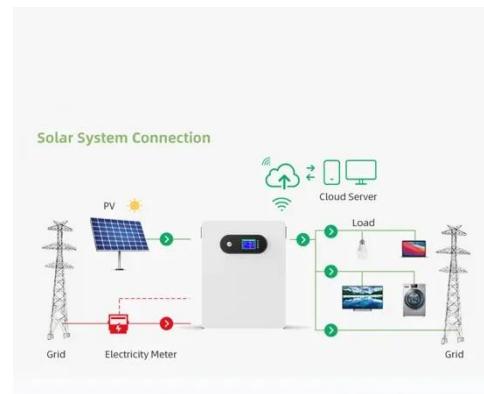 Solar System Connection
Cloud Server
PV
Load
Grid
Electricity Meter
Grid